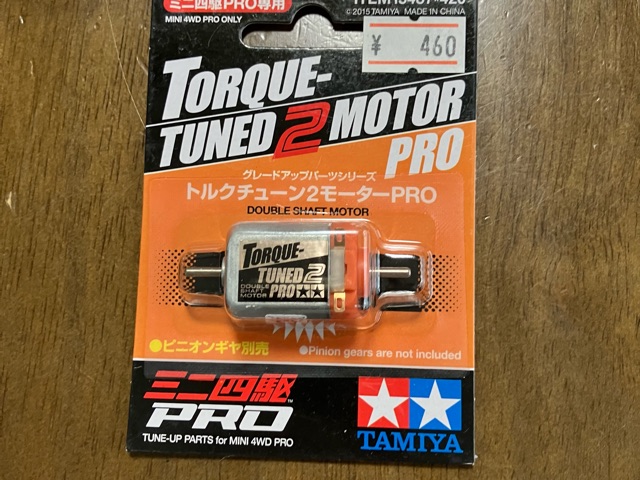 ミニ四駆PRO専用
MINI 4WD PRO ONLY
©2015 TAMIYA MADE IN CHINA
¥ 460
TORQUE-
TUNED 2 MOTOR
PRO
グレードアップパーツシリーズ
トルクチューン2モーターPRO
DOUBLE SHAFT MOTOR
TORQUE-
TUNED 2
DOUBLE SHAFT MOTOR
PRO
●ピニオンギヤ別売
●Pinion gears are not included
ミニ四駆
PRO
TUNE-UP PARTS for MINI 4WD PRO
TAMIYA